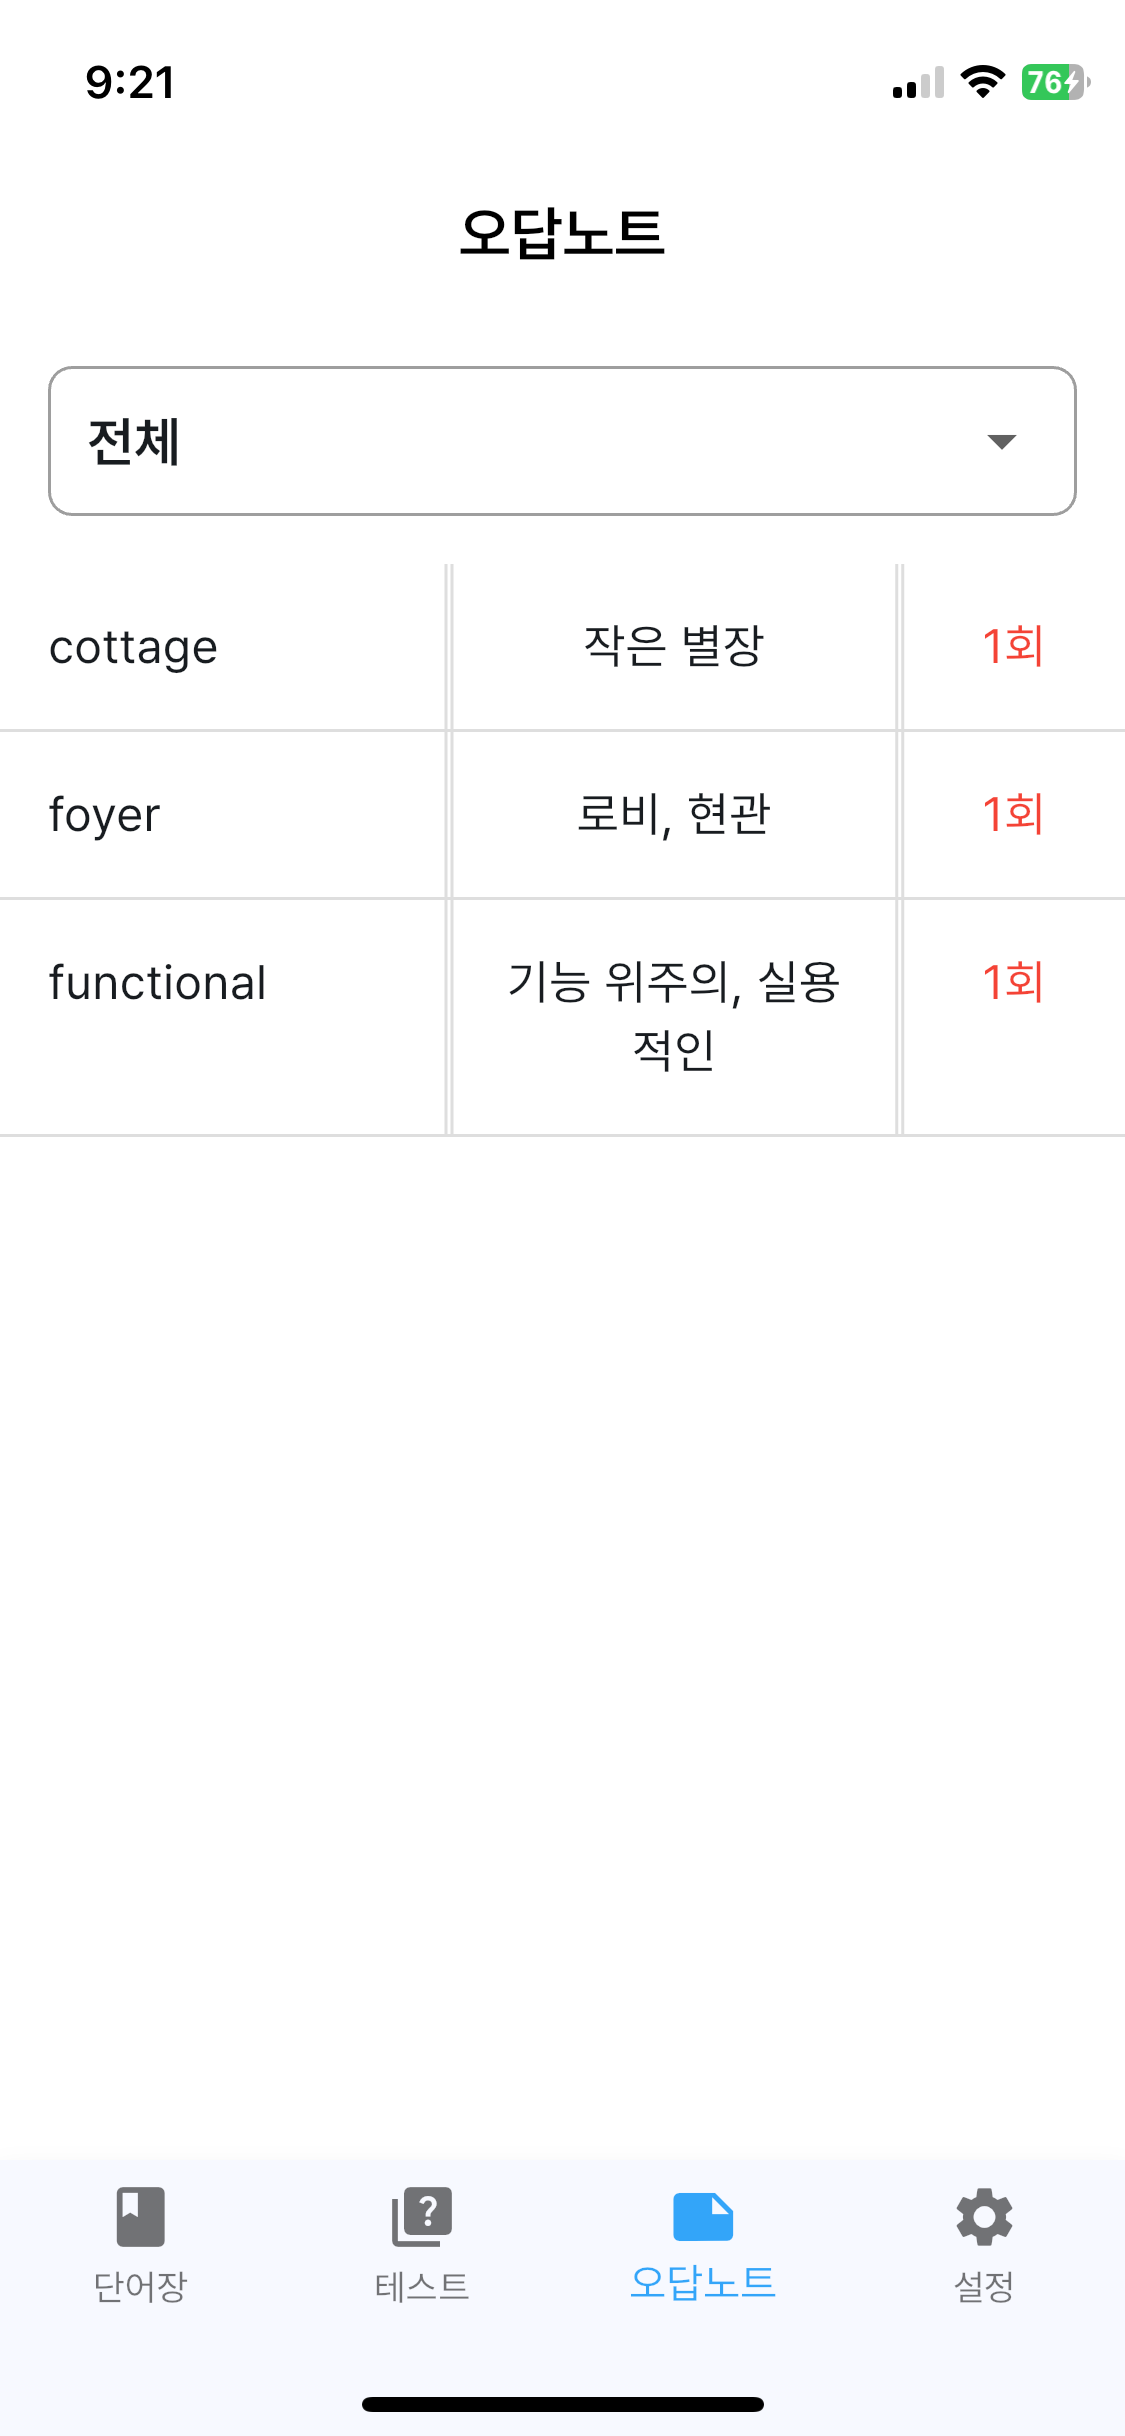 9:21
76
오답노트
전체
cottage 작은 별장 1회
foyer 로비, 현관 1회
functional 기능 위주의, 실용 1회
적인
단어장 테스트 오답노트 설정